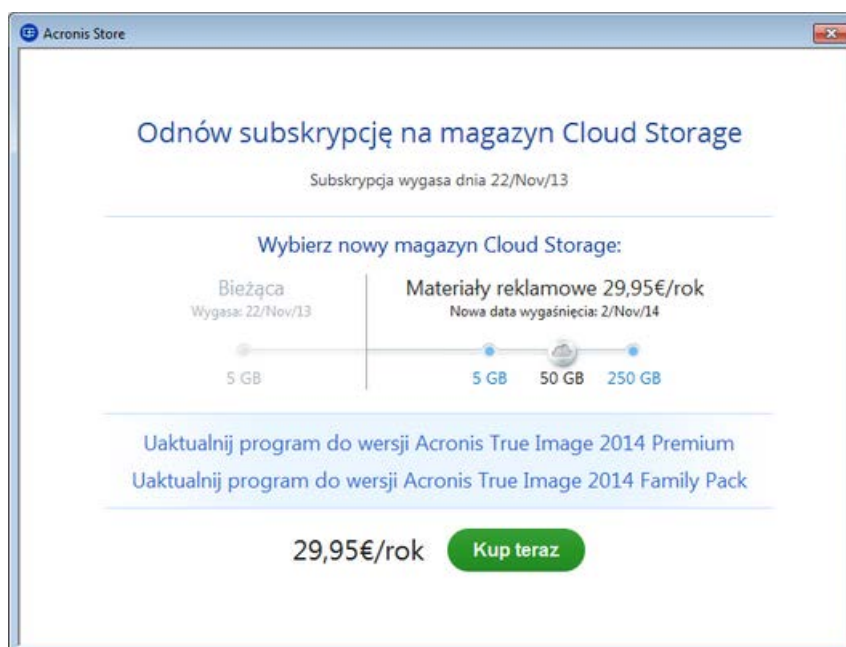 Acronis Store
Odnów subskrypcję na magazyn Cloud Storage
Subskrypcja wygasa dnia 22/Nov/13
Wybierz nowy magazyn Cloud Storage:
Bieżąca
Wygasa: 22/Nov/13
5 GB
Materiały reklamowe 29,95€/rok
Nowa data wygaśnięcia: 2/Nov/14
5 GB
50 GB
250 GB
Uaktualnij program do wersji Acronis True Image 2014 Premium
Uaktualnij program do wersji Acronis True Image 2014 Family Pack
29,95€/rok
Kup teraz